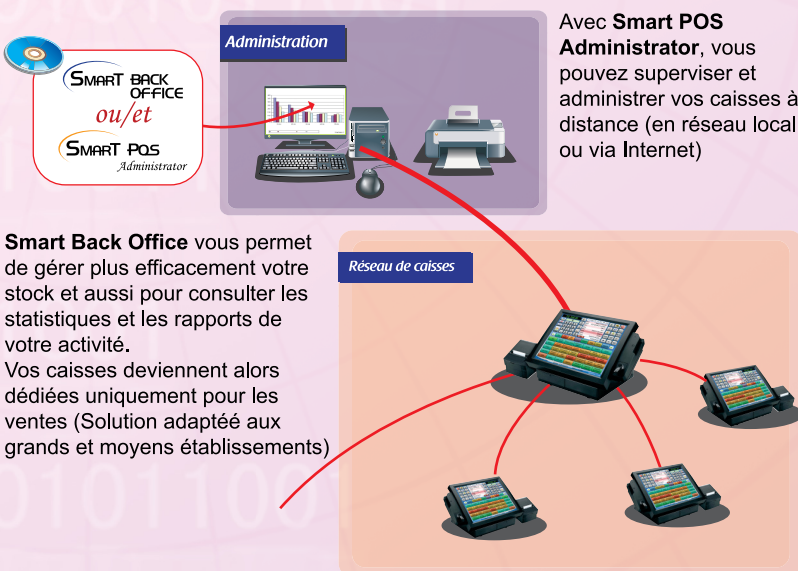 SMART BACK
OFFICE
ou/et
SMART POS
Administrator
Administration
Avec Smart POS
Administrator, vous
pouvez superviser et
administrer vos caisses à
distance (en réseau local
ou via Internet)
Smart Back Office vous permet
de gérer plus efficacement votre
stock et aussi pour consulter les
statistiques et les rapports de
votre activité.
Vos caisses deviennent alors
dédiées uniquement pour les
ventes (Solution adaptéé aux
grands et moyens établissements)
Réseau de caisses
01011001